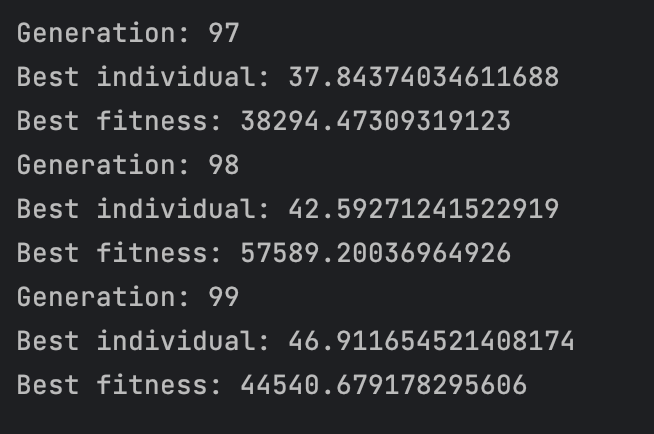 Generation: 97
Best individual: 37.84374034611688
Best fitness: 38294.47309319123
Generation: 98
Best individual: 42.59271241522919
Best fitness: 57589.20036964926
Generation: 99
Best individual: 46.911654521408174
Best fitness: 44540.679178295606